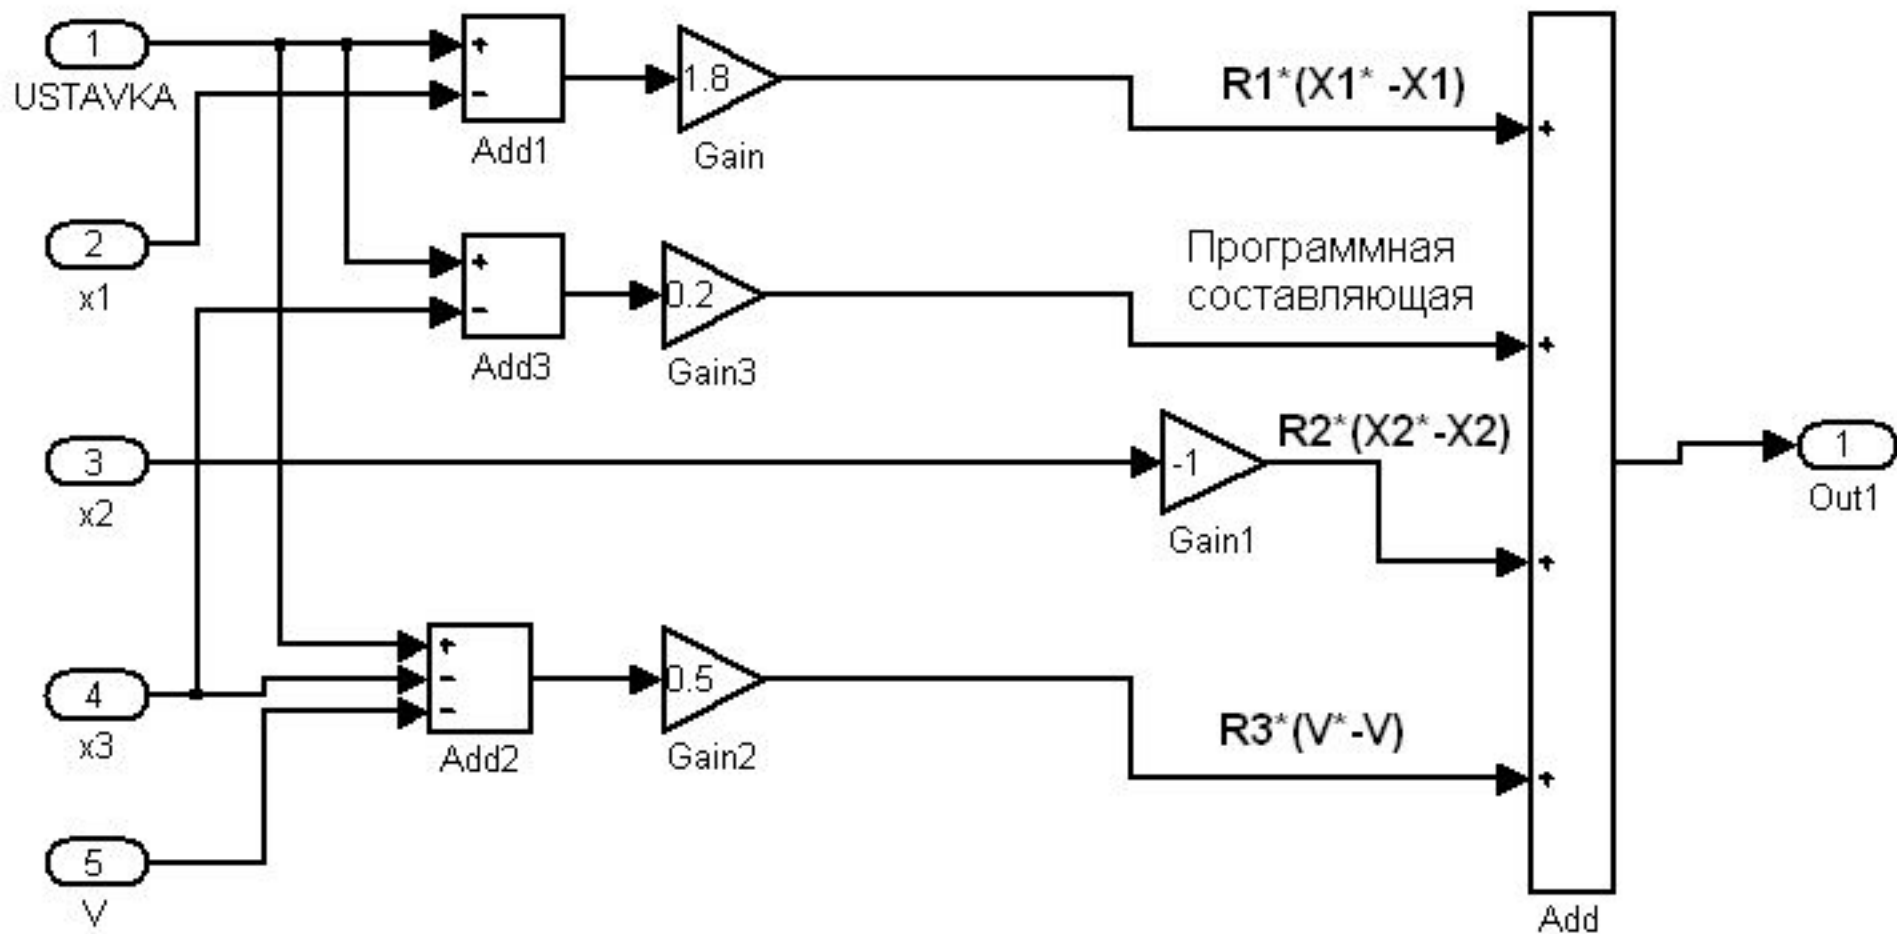 1
USTAVKA
+
-
Add1
1.8
Gain
R1*(X1* -X1)
+
2
x1
+
-
Add3
0.2
Gain3
Программная
составляющая
+
3
x2
-1
Gain1
R2*(X2*-X2)
+
1
Out1
4
x3
+
-
-
Add2
0.5
Gain2
R3*(V*-V)
+
5
V
Add